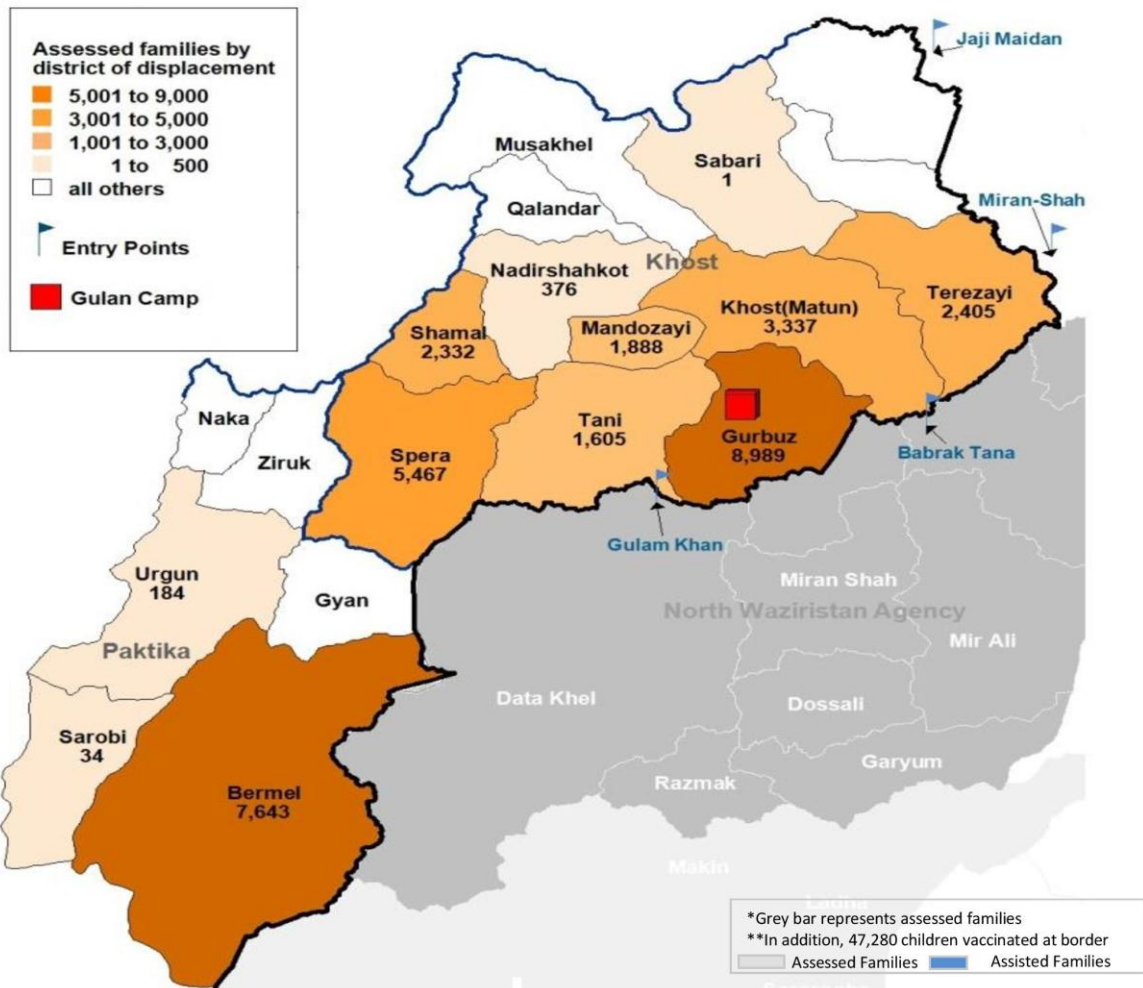 Assessed families by
district of displacement
5,001 to 9,000
3,001 to 5,000
1,001 to 3,000
1 to 500
all others
Entry Points
Gulan Camp
Jaji Maidan
Musakhel
Sabari
1
Miran-Shah
Qalandar
Khost
Nadirshahkot
376
Terezayi
2,405
Khost(Matun)
3,337
Shamal
2,332
Mandozayi
1,888
Naka
Ziruk
Spera
5,467
Tani
1,605
Gurbuz
8,989
Babrak Tana
Gulam Khan
Urgun
184
Gyan
Miran Shah
North Waziristan Agency
Mir Ali
Paktika
Data Khel
Dossali
Sarobi
34
Garyum
Razmak
Bermel
7,643
Makin
Ladha
*Grey bar represents assessed families
**In addition, 47,280 children vaccinated at border
Assessed Families Assisted Families